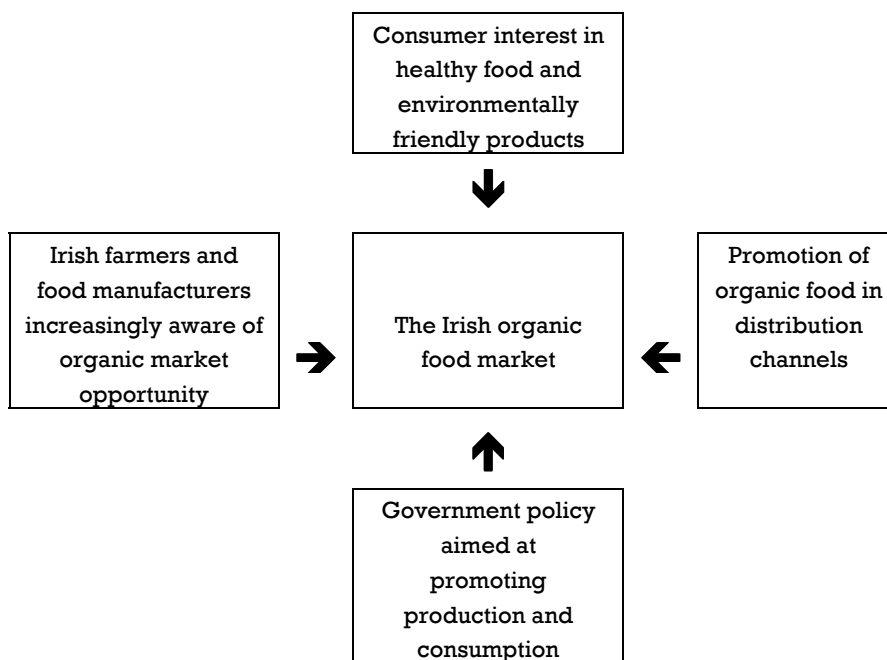 Consumer interest in
healthy food and
environmentally
friendly products
Irish farmers and
food manufacturers
increasingly aware of
organic market
opportunity
The Irish organic
food market
Promotion of
organic food in
distribution
channels
Government policy
aimed at
promoting
production and
consumption